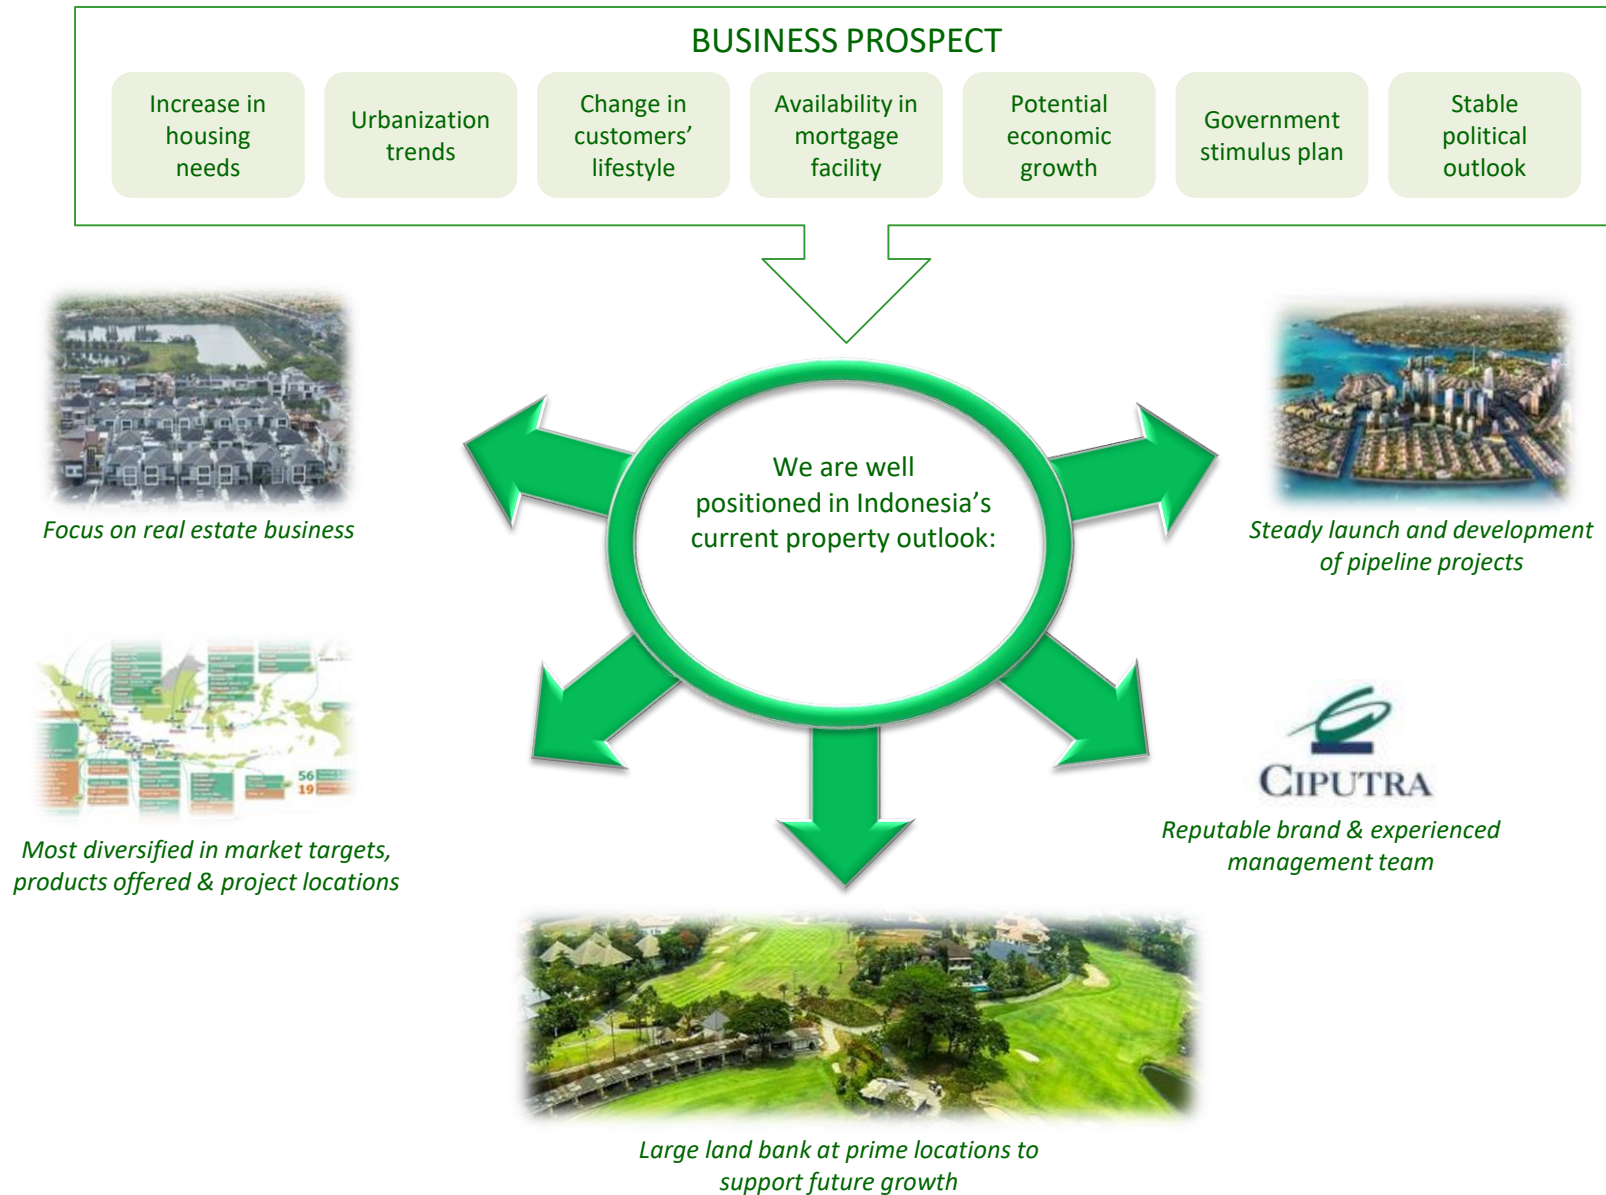 BUSINESS PROSPECT
Increase in
housing
needs
Urbanization
trends
Change in
customers’
lifestyle
Availability in
mortgage
facility
Potential
economic
growth
Government
stimulus plan
Stable
political
outlook
We are well
positioned in Indonesia’s
current property outlook:
Focus on real estate business
Steady launch and development
of pipeline projects
56
19
Most diversified in market targets,
products offered & project locations
CIPUTRA
Reputable brand & experienced
management team
Large land bank at prime locations to
support future growth